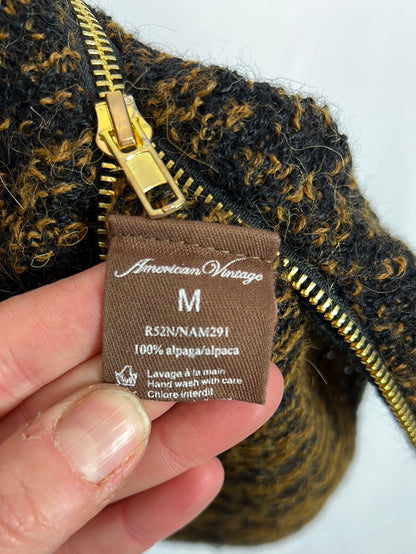 American Vintage
M
R52N/NAM291
100% alpaga/alpaca
Lavage à la main
Hand wash with care
Chlore interdit